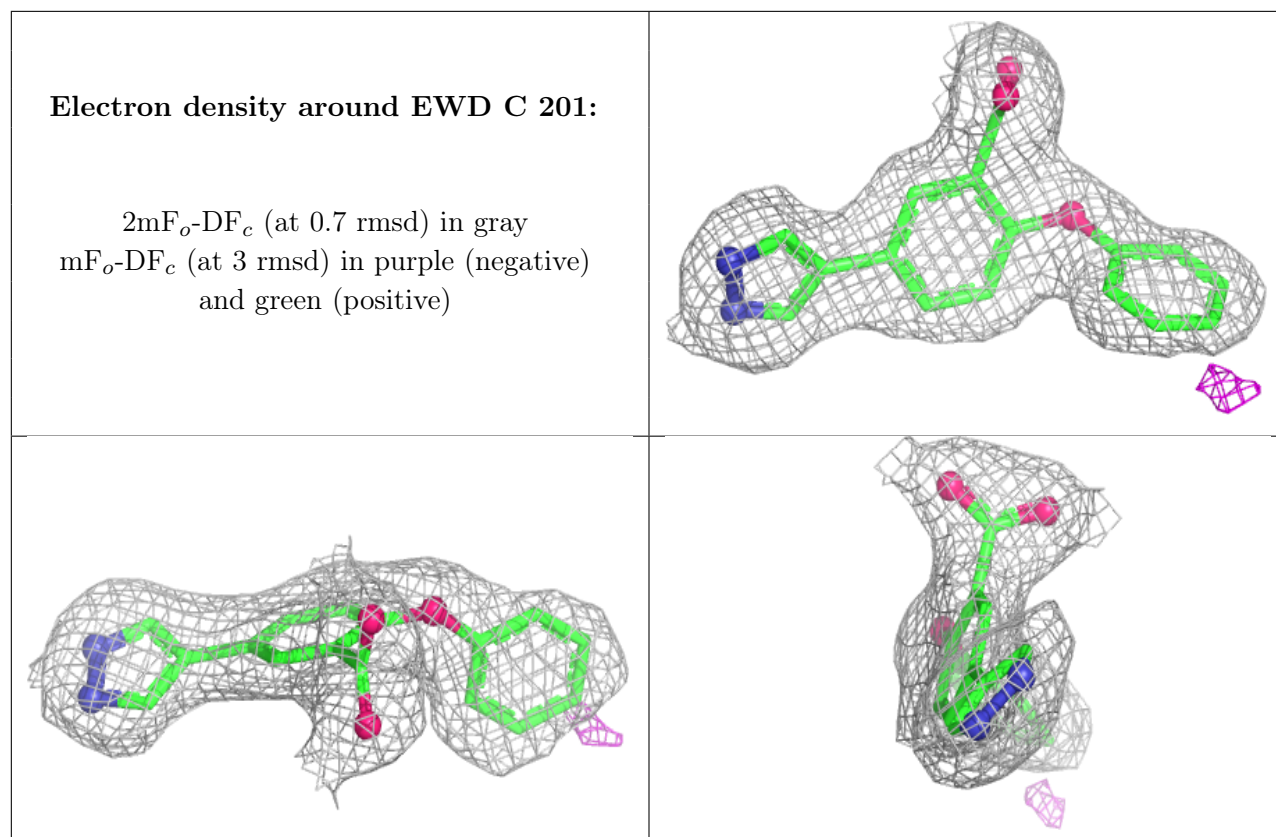 Electron density around EWD C 201:
2mFo-DFc (at 0.7 rmsd) in gray
mFo-DFc (at 3 rmsd) in purple (negative)
and green (positive)